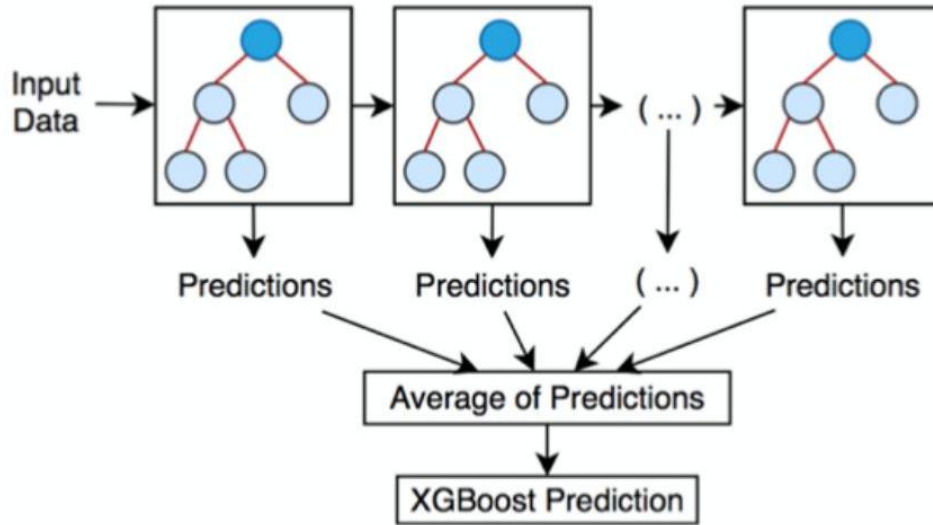 Input
Data
( ... )
Predictions
Predictions
( ... )
Predictions
Average of Predictions
XGBoost Prediction